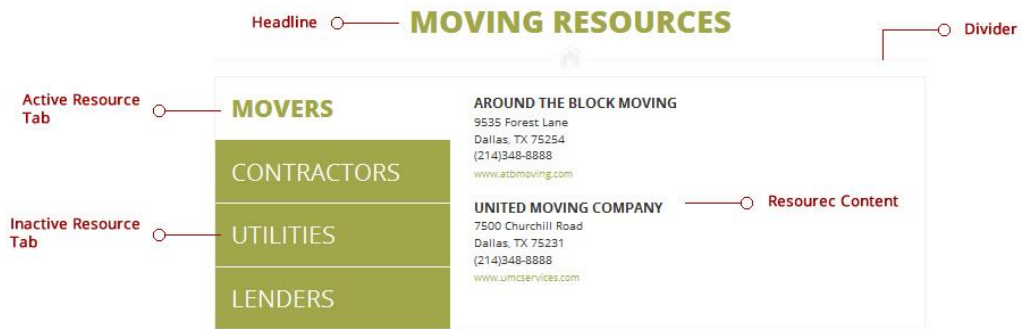 Headline
MOVING RESOURCES
Divider
Active Resource
Tab
MOVERS
CONTRACTORS
Inactive Resource
Tab
UTILITIES
LENDERS
AROUND THE BLOCK MOVING
9535 Forest Lane
Dallas, TX 75254
(214)348-8888
www.atbmoving.com
UNITED MOVING COMPANY
7500 Churchill Road
Dallas, TX 75231
(214)348-8888
www.umcservices.com
Resourec Content